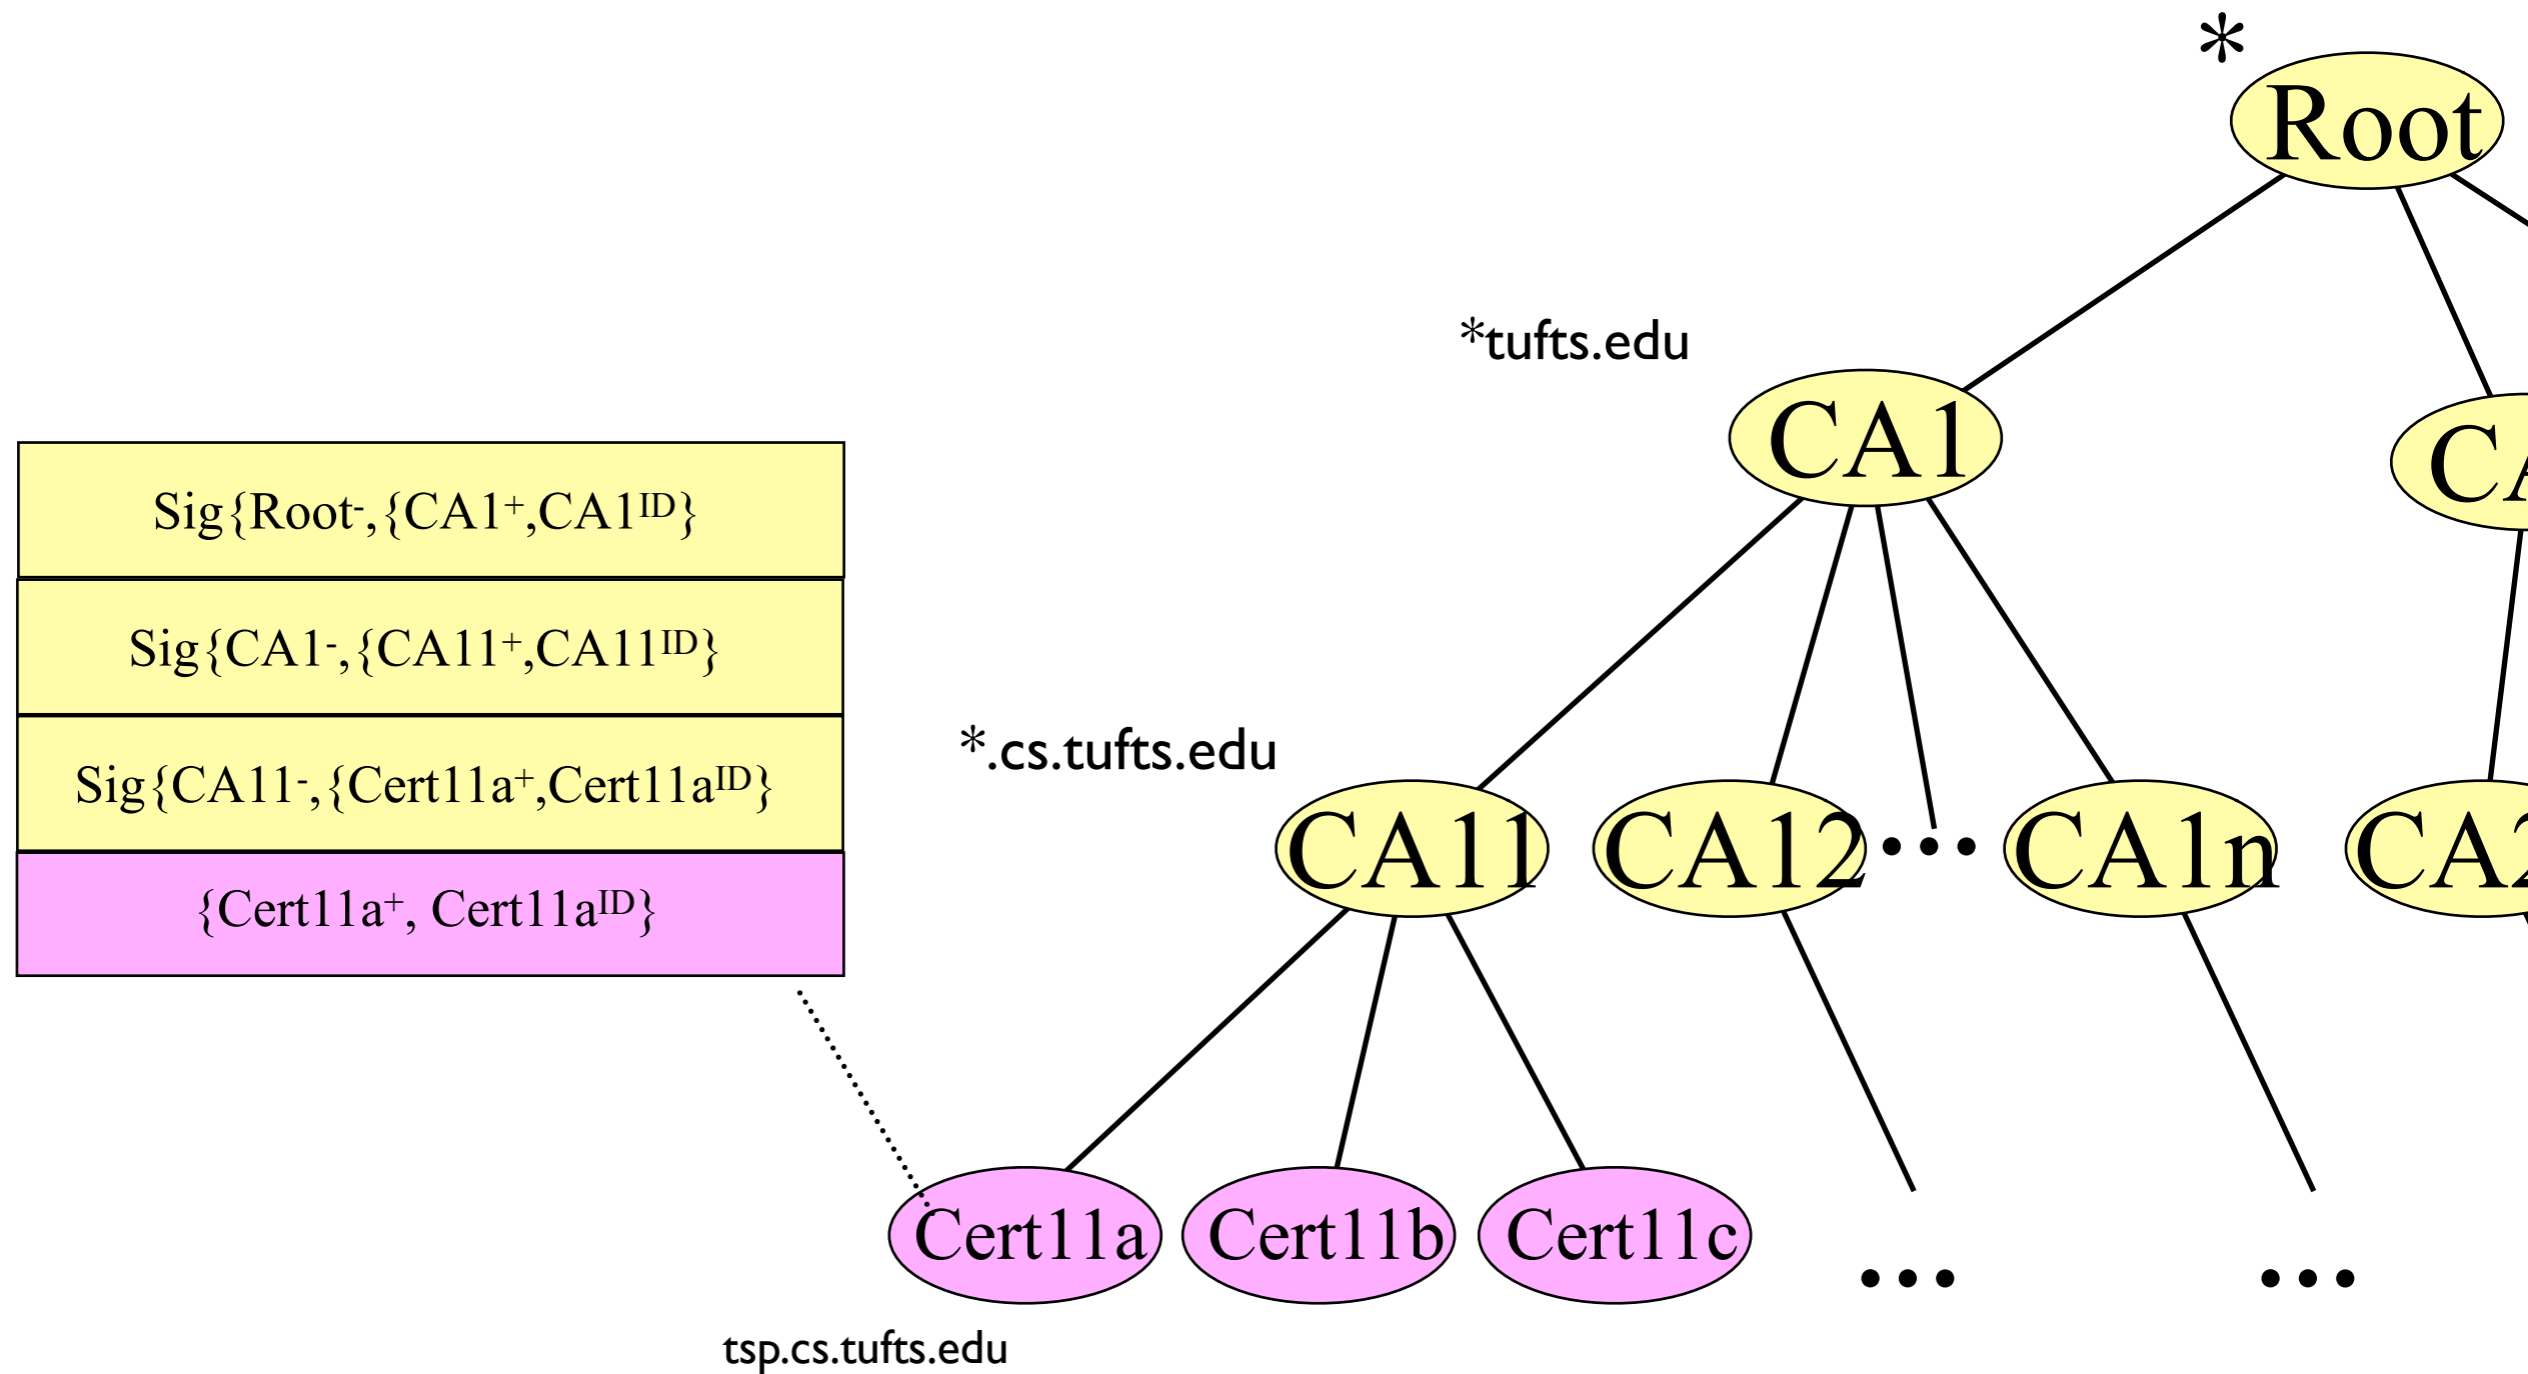 *
Root
*tufts.edu
CA1
Sig{Root-,{CA1+,CA1ID}
Sig{CA1-,{CA11+,CA11ID}
Sig{CA11-,{Cert11a+,Cert11aID}
{Cert11a+, Cert11aID}
*.cs.tufts.edu
CA11
CA12
...
CA1n
Cert11a
Cert11b
Cert11c
...
...
tsp.cs.tufts.edu